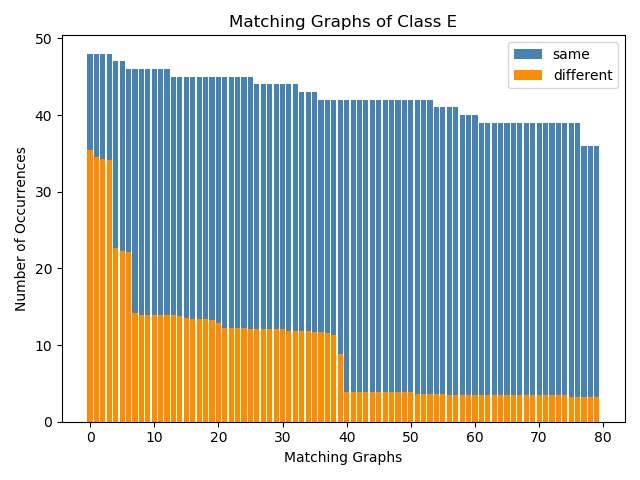 Matching Graphs of Class E
same
different
Number of Occurrences
50
40
30
20
10
0
0 10 20 30 40 50 60 70 80
Matching Graphs